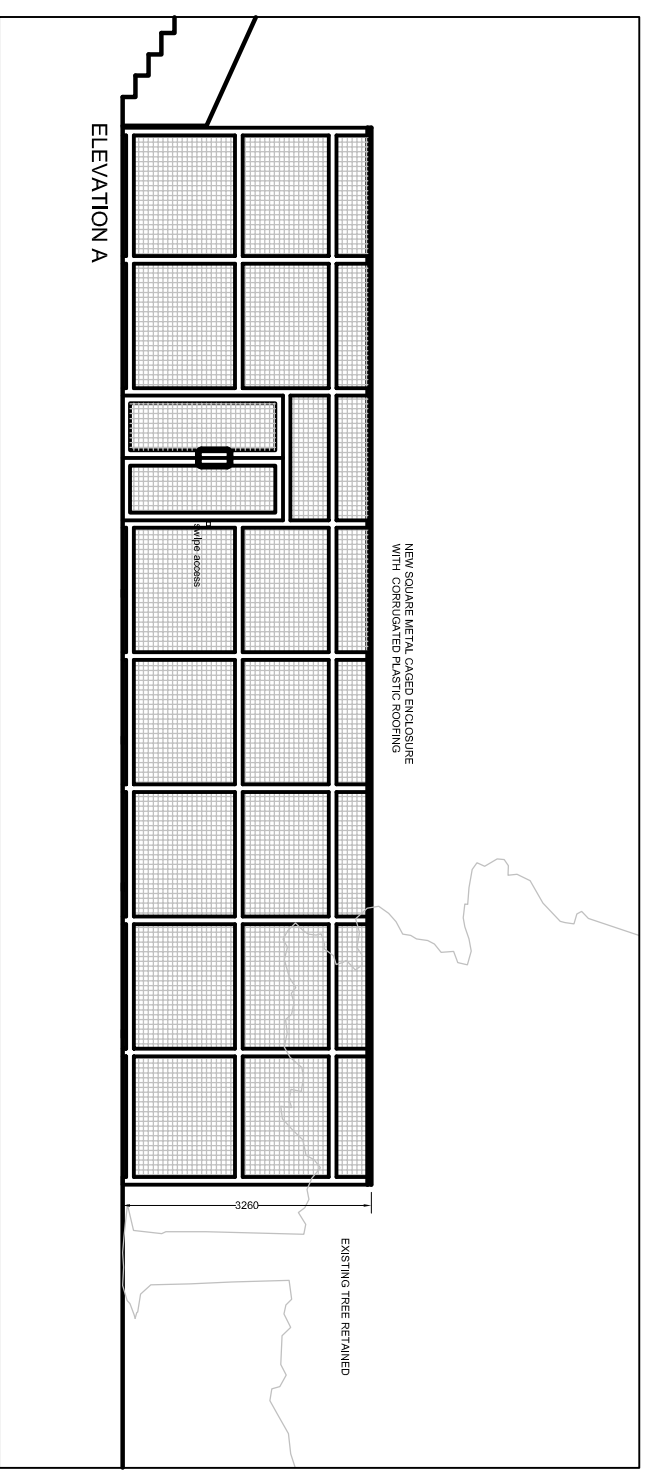 NEW SQUARE METAL CAGED ENCLOSURE
WITH CORRUGATED PLASTIC ROOFING
EXISTING TREE RETAINED
swipe access
3260
ELEVATION A